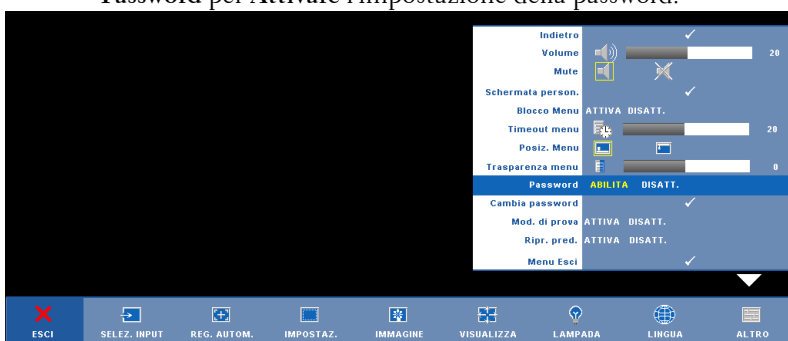 Password per Attivare l'impostazione della password.
Indietro
Volume 20
Mute
Schermata person.
Blocco Menu ATTIVA DISATT.
Timeout menu 20
Posiz. Menu
Trasparenza menu 0
Password ABILITA DISATT.
Cambia password
Mod. di prova ATTIVA DISATT.
Ripr. pred. ATTIVA DISATT.
Menu Esci
ESCI SELEZ. INPUT REG. AUTOM. IMPOSTAZ. IMMAGINE VISUALIZZA LAMPADA LINGUA ALTRO